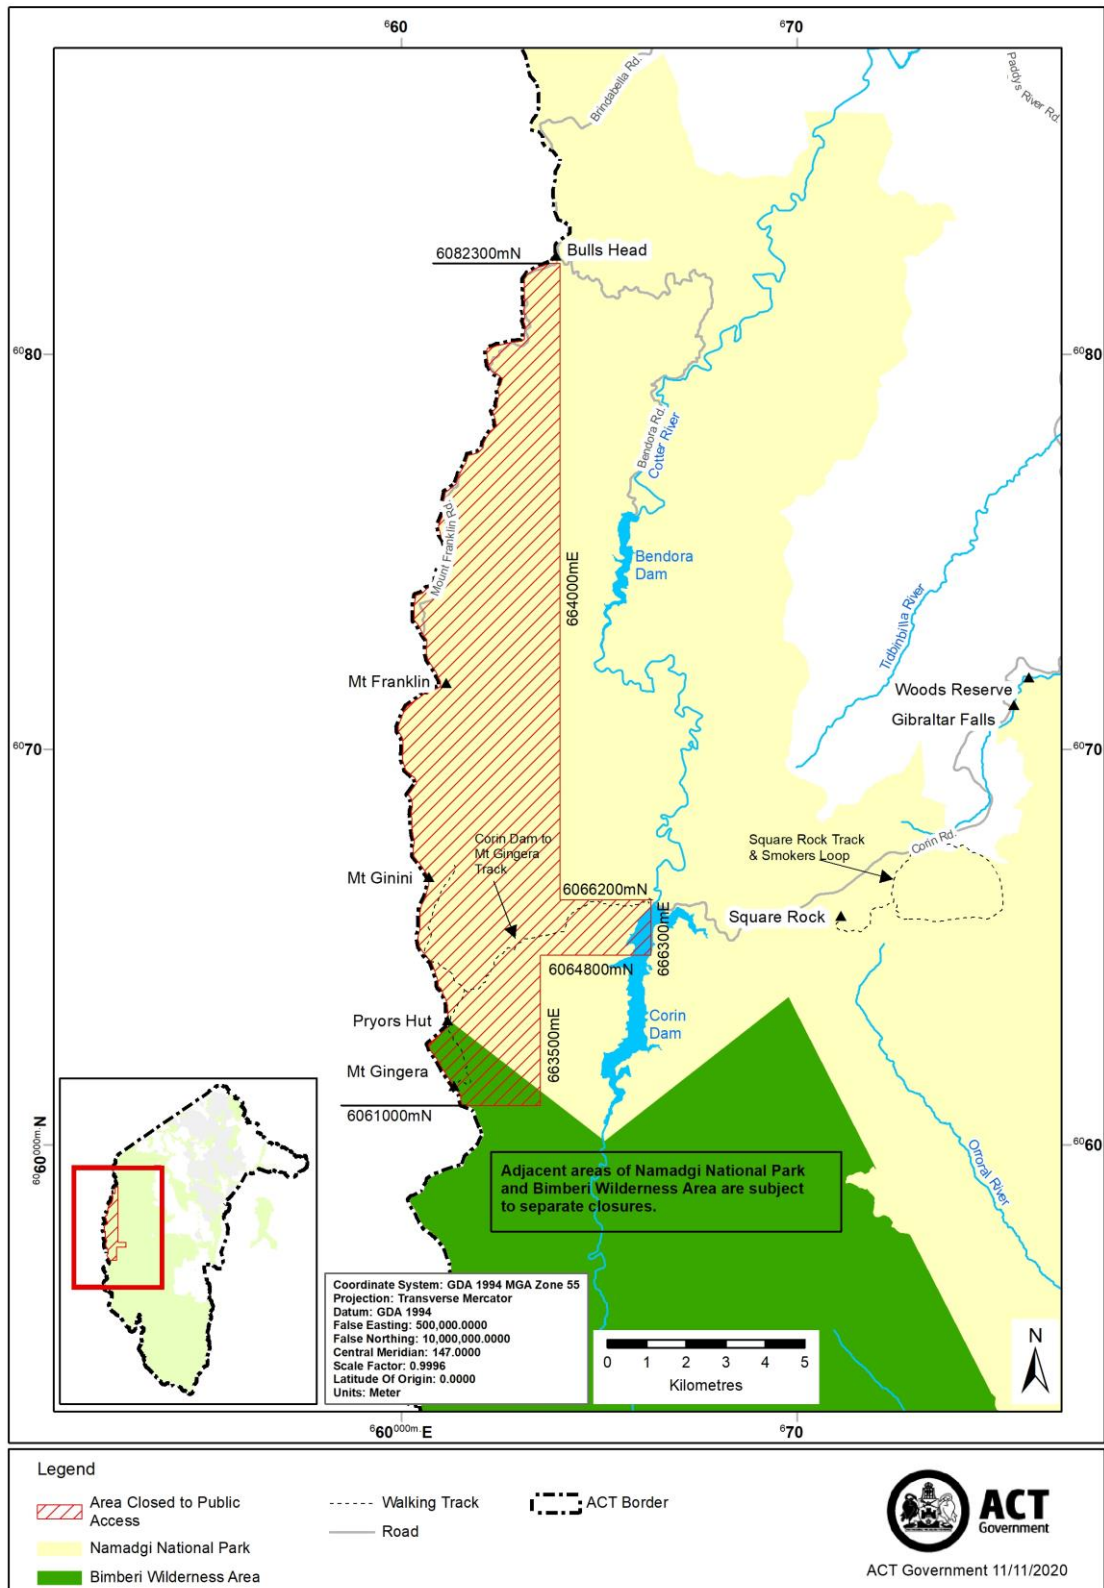 ⁶60
⁶70
Brindabella Rd.
Paddys River Rd.
6082300mN
Bulls Head
⁶⁰80
⁶⁰80
Bendora Rd.
Cotter River
Mount Franklin Rd.
Bendora
Dam
664000mE
Tidbinbilla River
Mt Franklin
Woods Reserve
Gibraltar Falls
⁶⁰70
⁶⁰70
Corin Dam to
Mt Gingera
Track
Square Rock Track
& Smokers Loop
Corin Rd.
Mt Ginini
6066200mN
Square Rock
666300mE
6064800mN
Pryors Hut
Corin
Dam
663500mE
Mt Gingera
6061000mN
⁶⁰60⁰⁰⁰ᵐ·N
⁶⁰60
Orroral River
Adjacent areas of Namadgi National Park
and Bimberi Wilderness Area are subject
to separate closures.
Coordinate System: GDA 1994 MGA Zone 55
Projection: Transverse Mercator
Datum: GDA 1994
False Easting: 500,000.0000
False Northing: 10,000,000.0000
Central Meridian: 147.0000
Scale Factor: 0.9996
Latitude Of Origin: 0.0000
Units: Meter
0 1 2 3 4 5
Kilometres
N
⁶60⁰⁰⁰ᵐ·E
⁶70
Legend
Area Closed to Public
Access
Namadgi National Park
Bimberi Wilderness Area
Walking Track
Road
ACT Border
ACT
Government
ACT Government 11/11/2020